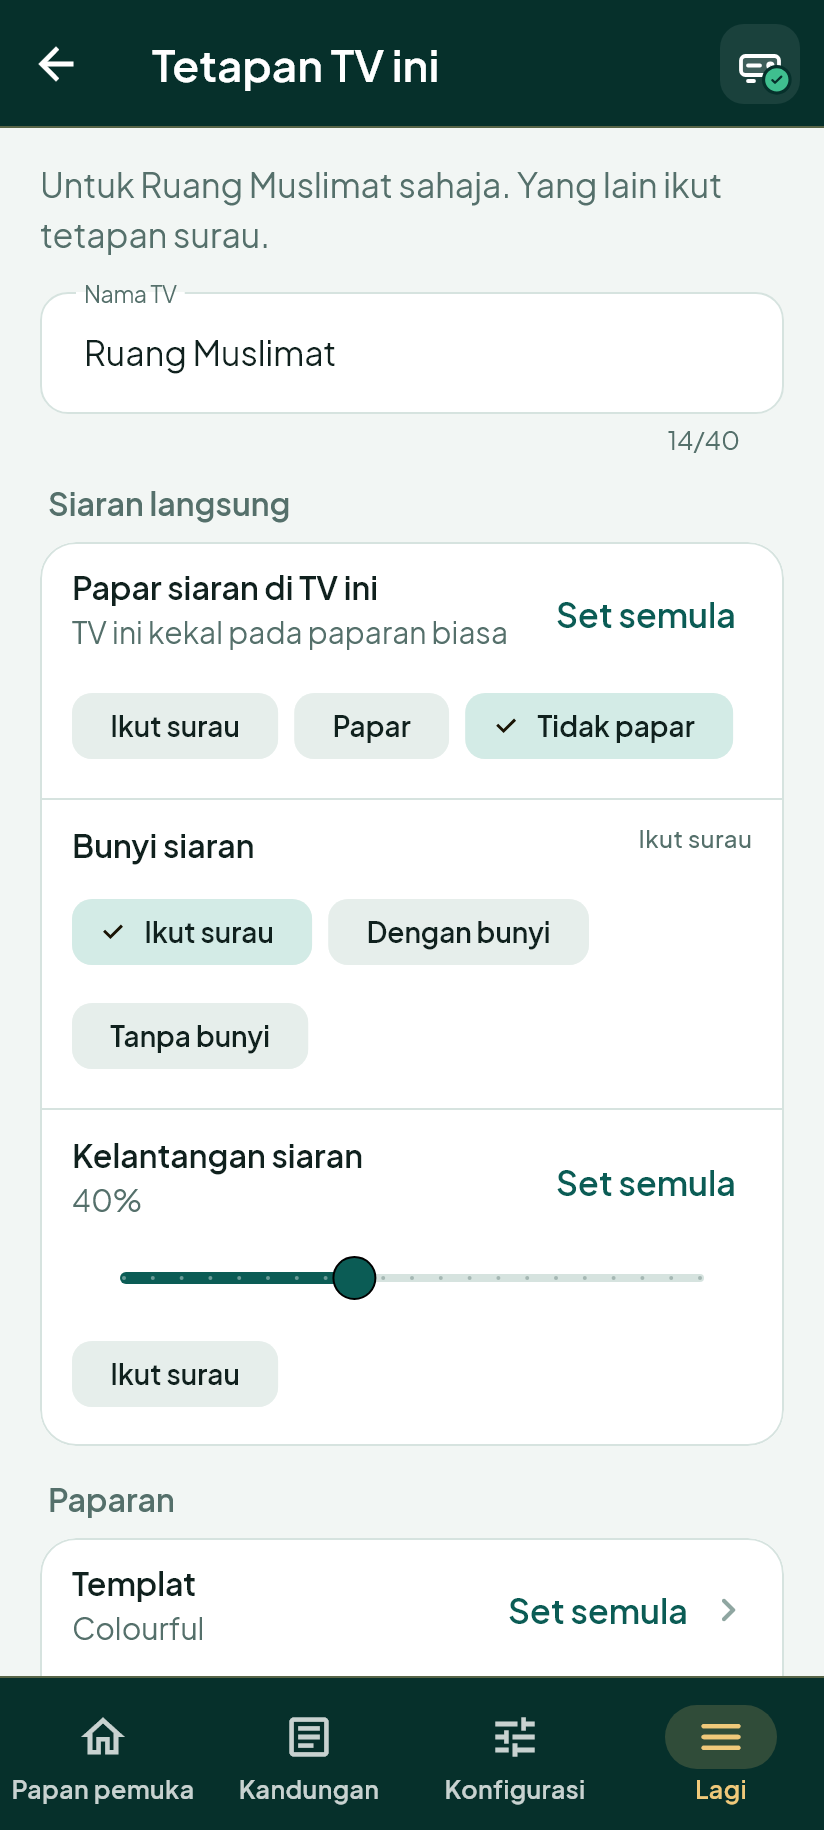 Tetapan TV ini
Untuk Ruang Muslimat sahaja. Yang lain ikut
tetapan surau.
Nama TV
Ruang Muslimat
14/40
Siaran langsung
Papar siaran di TV ini
TV ini kekal pada paparan biasa
Set semula
Ikut surau
Papar
Tidak papar
Bunyi siaran
Ikut surau
Ikut surau
Dengan bunyi
Tanpa bunyi
Kelantangan siaran
40%
Set semula
Ikut surau
Paparan
Templat
Colourful
Set semula
Papan pemuka
Kandungan
Konfigurasi
Lagi